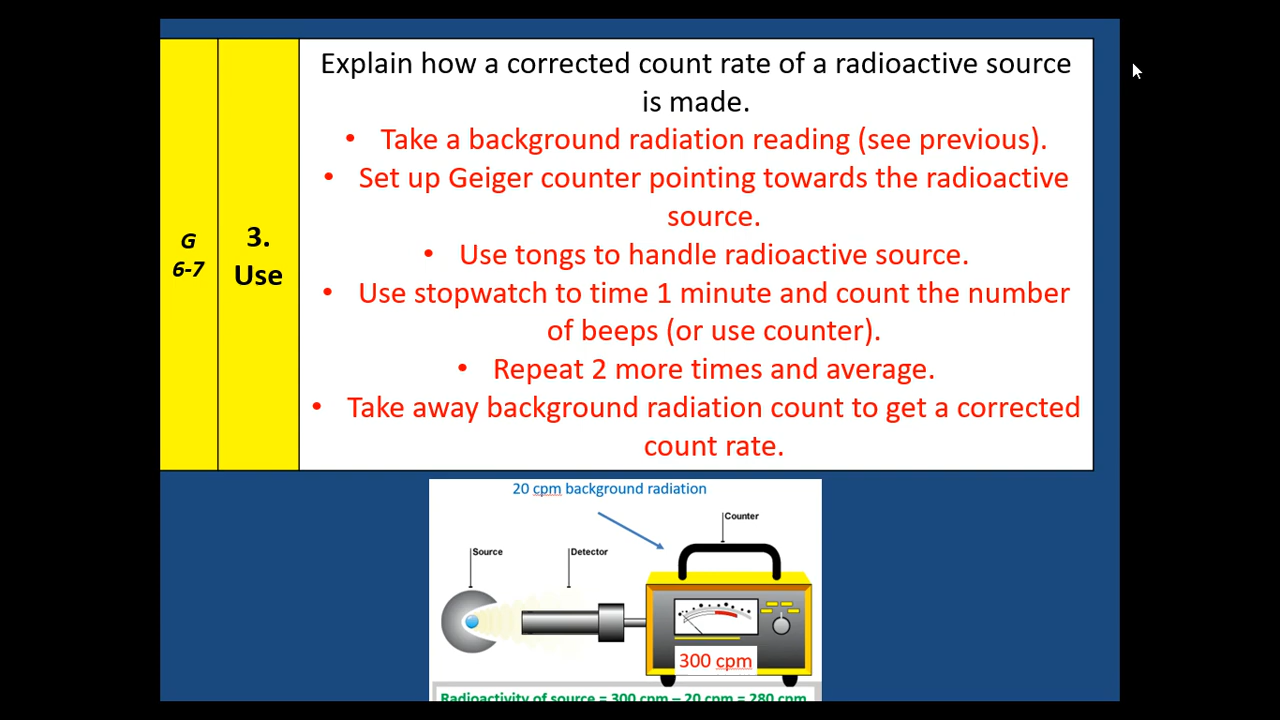 Explain how a corrected count rate of a radioactive source
is made.
• Take a background radiation reading (see previous).
• Set up Geiger counter pointing towards the radioactive
source.
• Use tongs to handle radioactive source.
• Use stopwatch to time 1 minute and count the number
of beeps (or use counter).
• Repeat 2 more times and average.
• Take away background radiation count to get a corrected
count rate.
G
6-7
3.
Use
20 cpm background radiation
Counter
Source
Detector
300 cpm
Radioactivity of source = 300 cpm – 20 cpm = 280 cpm